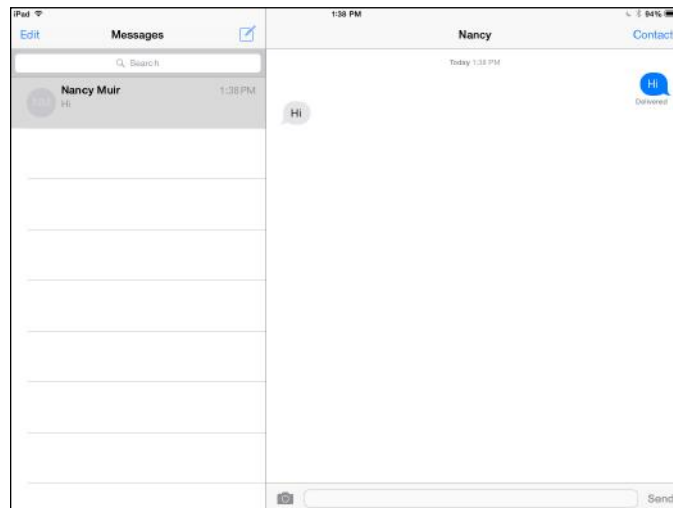 iPad
1:38 PM
94%
Edit
Messages
Nancy
Contact
Search
Today 1:38 PM
Nancy Muir
1:38 PM
Hi
Hi
Delivered
Hi
Send